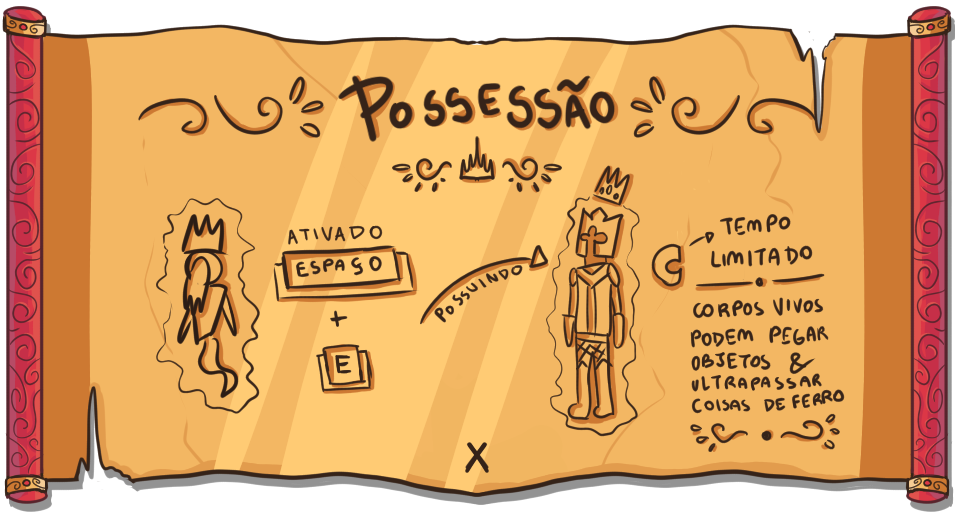 POSSESSÃO
ATIVADO
ESPAÇO
+
E
POSSUINDO
TEMPO
LIMITADO
CORPOS VIVOS
PODEM PEGAR
OBJETOS &
ULTRAPASSAR
COISAS DE FERRO
X